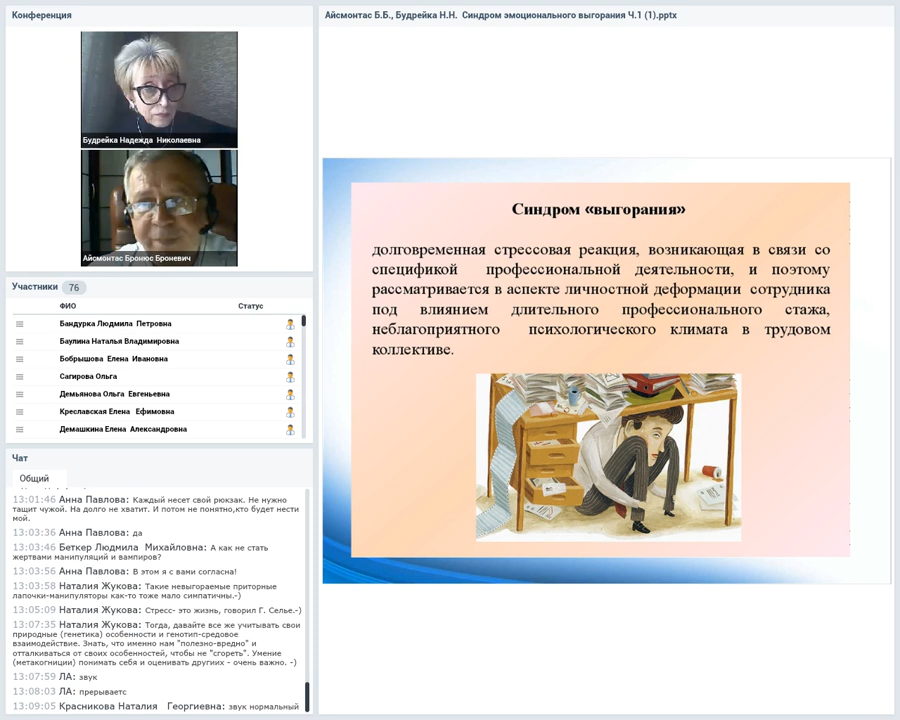 Конференция
Будрейка Надежда Николаевна
Айсмонтас Бронюс Броневич
Участники 76
ФИО Статус
Бандурка Людмила Петровна
Баулина Наталья Владимировна
Бобрышова Елена Ивановна
Сагирова Ольга
Демьянова Ольга Евгеньевна
Креславская Елена Ефимовна
Демашкина Елена Александровна
Чат
Общий
13:01:46 Анна Павлова: Каждый несет свой рюкзак. Не нужно
тащит чужой. На долго не хватит. И потом не понятно,кто будет нести
мой.
13:03:36 Анна Павлова: да
13:03:46 Беткер Людмила Михайловна: А как не стать
жертвами манипуляций и вампиров?
13:03:56 Анна Павлова: В этом я с вами согласна!
13:03:58 Наталия Жукова: Такие невыгораемые приторные
лапочки-манипуляторы как-то тоже мало симпатичны.-)
13:05:09 Наталия Жукова: Стресс- это жизнь, говорил Г. Селье.-)
13:07:35 Наталия Жукова: Тогда, давайте все же учитывать свои
природные (генетика) особенности и генотип-средовое
взаимодействие. Знать, что именно нам "полезно-вредно" и
отталкиваться от своих особенностей, чтобы не "сгореть". Умение
(метакогниции) понимать себя и оценивать других - очень важно. -)
13:07:59 ЛА: звук
13:08:03 ЛА: прерываетс
13:09:05 Красникова Наталия Георгиевна: звук нормальный
Айсмонтас Б.Б., Будрейка Н.Н. Синдром эмоционального выгорания Ч.1 (1).pptx
Синдром «выгорания»
долговременная стрессовая реакция, возникающая в связи со
спецификой профессиональной деятельности, и поэтому
рассматривается в аспекте личностной деформации сотрудника
под влиянием длительного профессионального стажа,
неблагоприятного психологического климата в трудовом
коллективе.